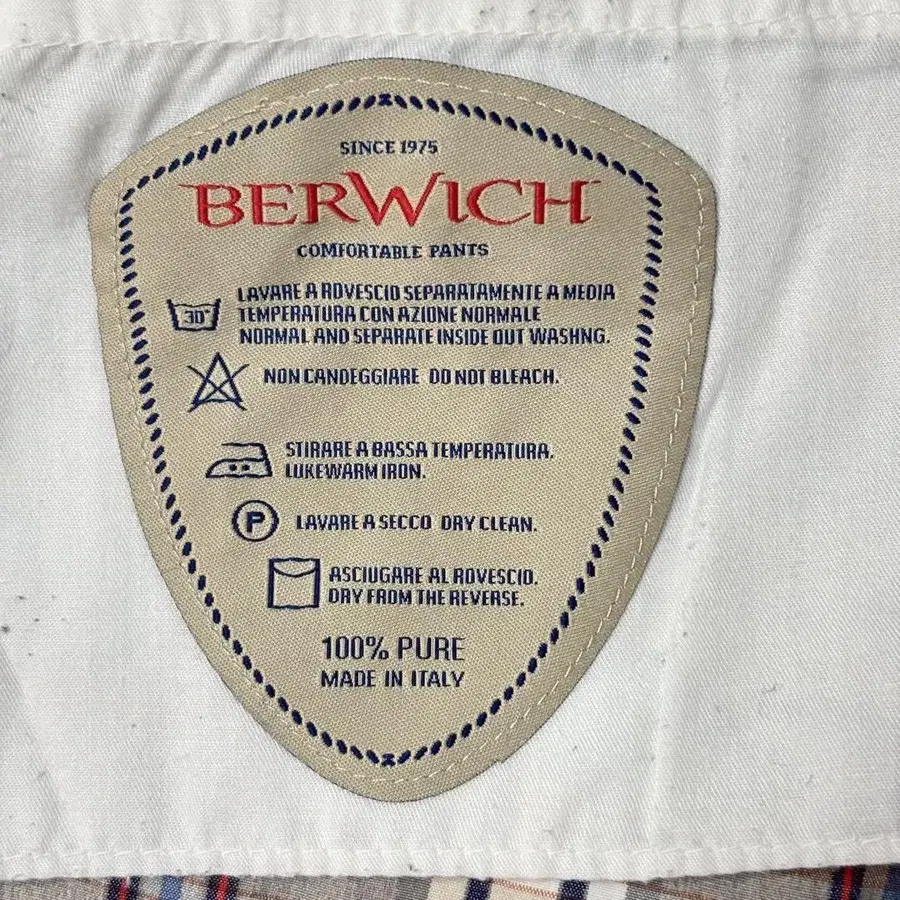 SINCE 1975
BERWICH
COMFORTABLE PANTS
30°
LAVARE A ROVESCIO SEPARATAMENTE A MEDIA
TEMPERATURA CON AZIONE NORMALE
NORMAL AND SEPARATE INSIDE OUT WASHNG.
NON CANDEGGIARE DO NOT BLEACH.
STIRARE A BASSA TEMPERATURA.
LUKEWARM IRON.
P
LAVARE A SECCO DRY CLEAN.
ASCIUGARE AL ROVESCIO.
DRY FROM THE REVERSE.
100% PURE
MADE IN ITALY